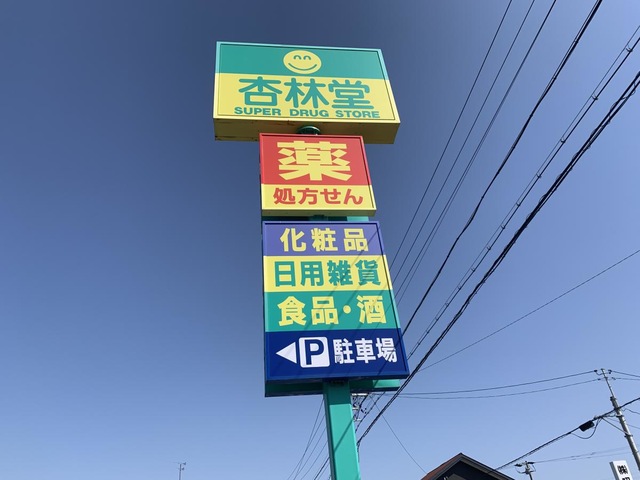 杏林堂
SUPER DRUG STORE
薬
処方せん
化粧品
日用雑貨
食品・酒
P 駐車場